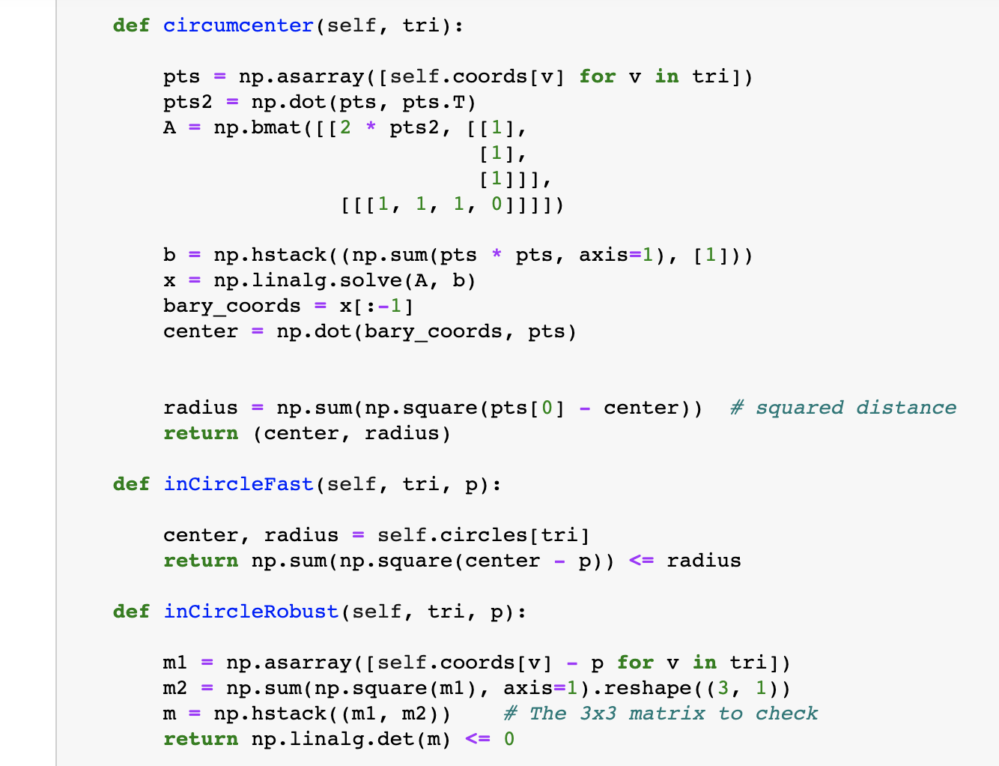 def circumcenter(self, tri):
pts = np.asarray([self.coords[v] for v in tri])
pts2 = np.dot(pts, pts.T)
A = np.bmat([[2 * pts2, [[1],
[1],
[1]]],
[[[1, 1, 1, 0]]]])
b = np.hstack((np.sum(pts * pts, axis=1), [1]))
x = np.linalg.solve(A, b)
bary_coords = x[:-1]
center = np.dot(bary_coords, pts)
radius = np.sum(np.square(pts[0] - center))  # squared distance
return (center, radius)
def inCircleFast(self, tri, p):
center, radius = self.circles[tri]
return np.sum(np.square(center - p)) <= radius
def inCircleRobust(self, tri, p):
m1 = np.asarray([self.coords[v] - p for v in tri])
m2 = np.sum(np.square(m1), axis=1).reshape((3, 1))
m = np.hstack((m1, m2))    # The 3x3 matrix to check
return np.linalg.det(m) <= 0